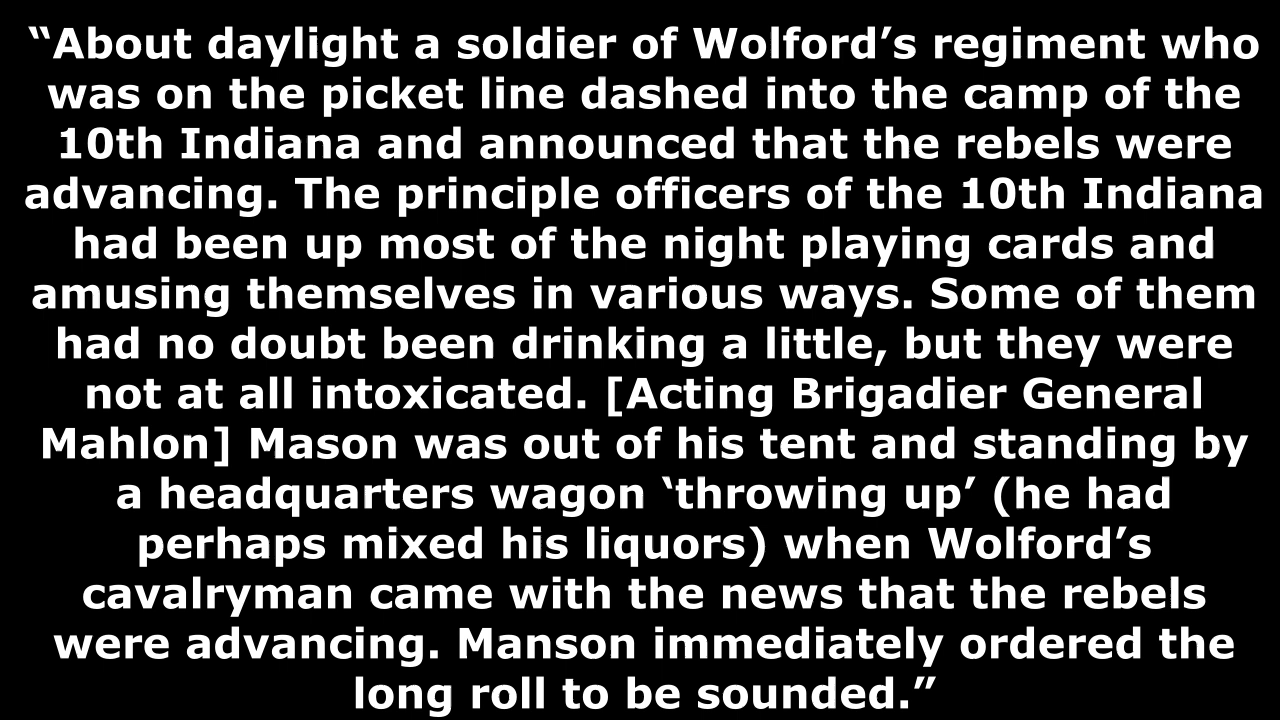 “About daylight a soldier of Wolford’s regiment who
was on the picket line dashed into the camp of the
10th Indiana and announced that the rebels were
advancing. The principle officers of the 10th Indiana
had been up most of the night playing cards and
amusing themselves in various ways. Some of them
had no doubt been drinking a little, but they were
not at all intoxicated. [Acting Brigadier General
Mahlon] Mason was out of his tent and standing by
a headquarters wagon ‘throwing up’ (he had
perhaps mixed his liquors) when Wolford’s
cavalryman came with the news that the rebels
were advancing. Manson immediately ordered the
long roll to be sounded.”